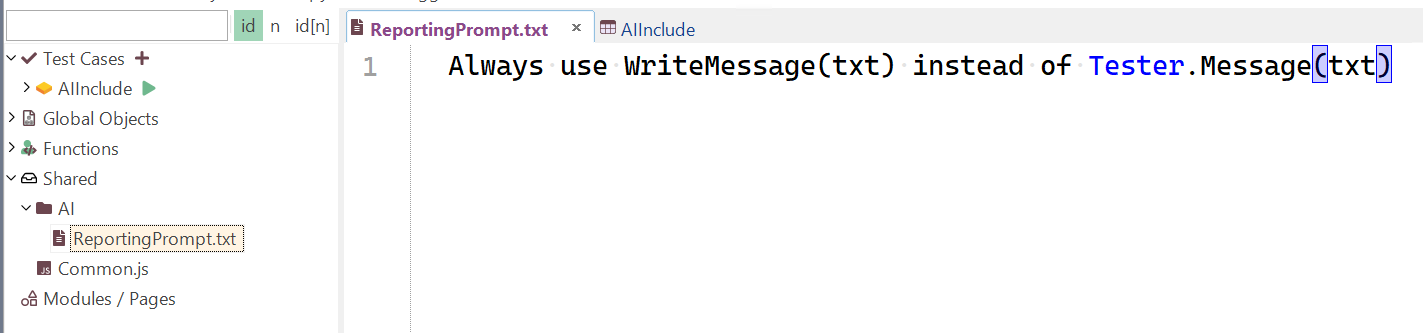 id n id[n]
Test Cases
AIInclude
Global Objects
Functions
Shared
AI
ReportingPrompt.txt
Common.js
Modules / Pages
ReportingPrompt.txt × AIInclude
1 Always use WriteMessage(txt) instead of Tester.Message(txt)